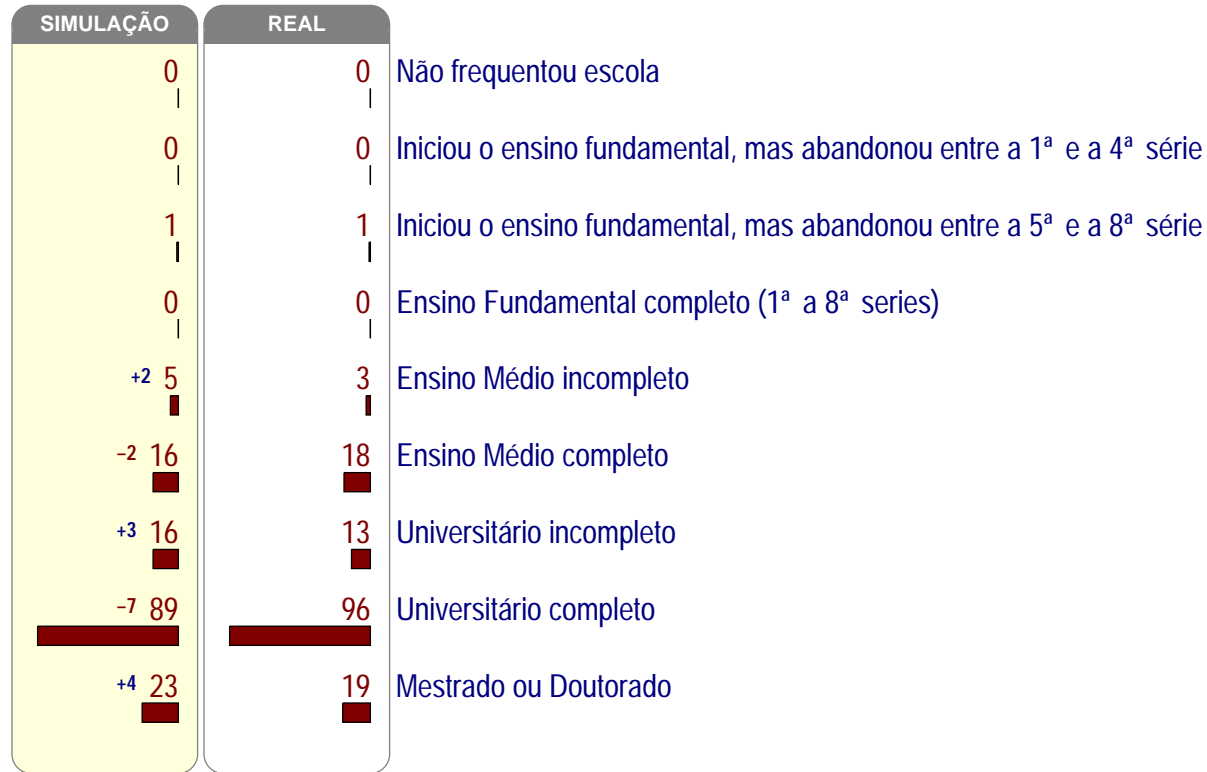 SIMULAÇÃO REAL
0 0 Não frequentou escola
0 0 Iniciou o ensino fundamental, mas abandonou entre a 1ª e a 4ª série
1 1 Iniciou o ensino fundamental, mas abandonou entre a 5ª e a 8ª série
0 0 Ensino Fundamental completo (1ª a 8ª series)
+2 5 3 Ensino Médio incompleto
−2 16 18 Ensino Médio completo
+3 16 13 Universitário incompleto
−7 89 96 Universitário completo
+4 23 19 Mestrado ou Doutorado